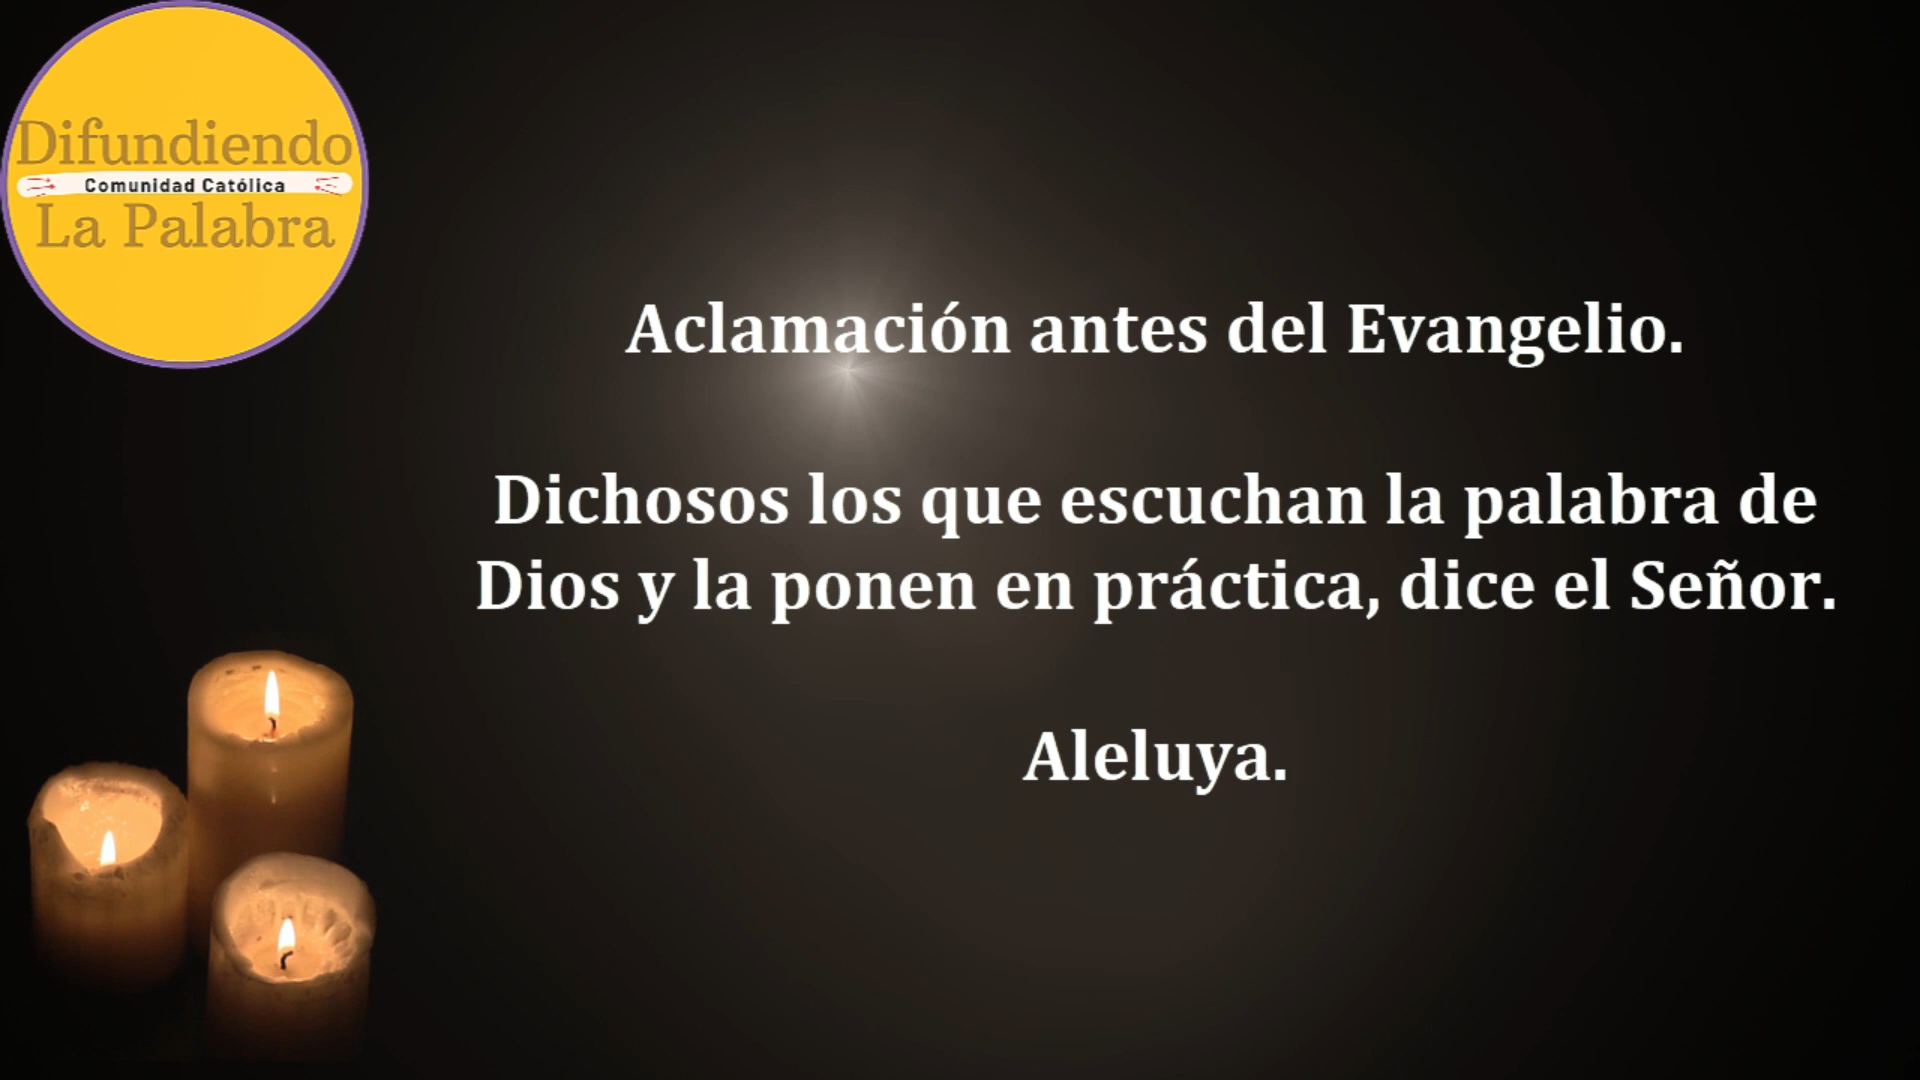 Difundiendo
Comunidad Católica
La Palabra
Aclamación antes del Evangelio.
Dichosos los que escuchan la palabra de
Dios y la ponen en práctica, dice el Señor.
Aleluya.